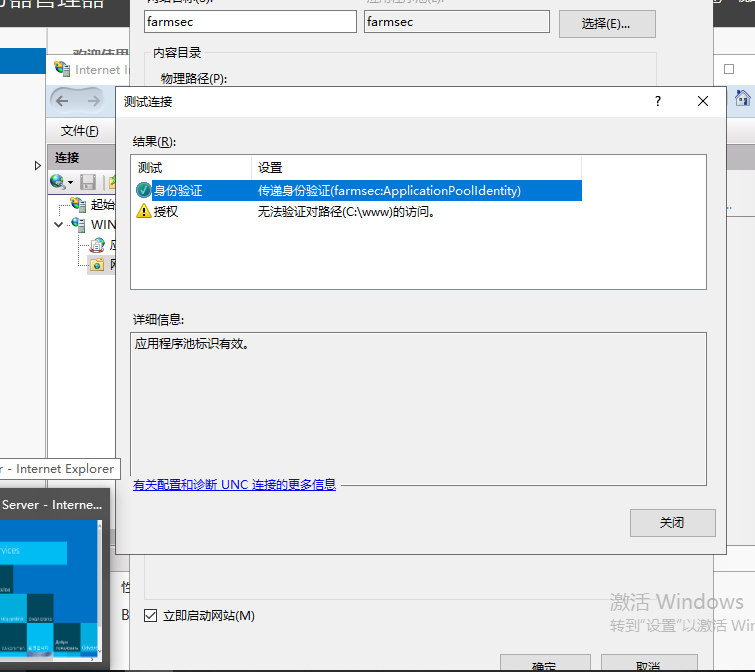 farmsec
farmsec
选择(E)...
内容目录
物理路径(P):
Internet I
测试连接
?
文件(F)
结果(R):
连接
测试 设置
身份验证 传递身份验证(farmsec:ApplicationPoolIdentity)
授权 无法验证对路径(C:\www)的访问。
起始
WIN
详细信息:
应用程序池标识有效。
r - Internet Explorer
有关配置和诊断 UNC 连接的更多信息
Server - Interne...
关闭
立即启动网站(M)
激活 Windows
转到"设置"以激活 Win
确定
取消